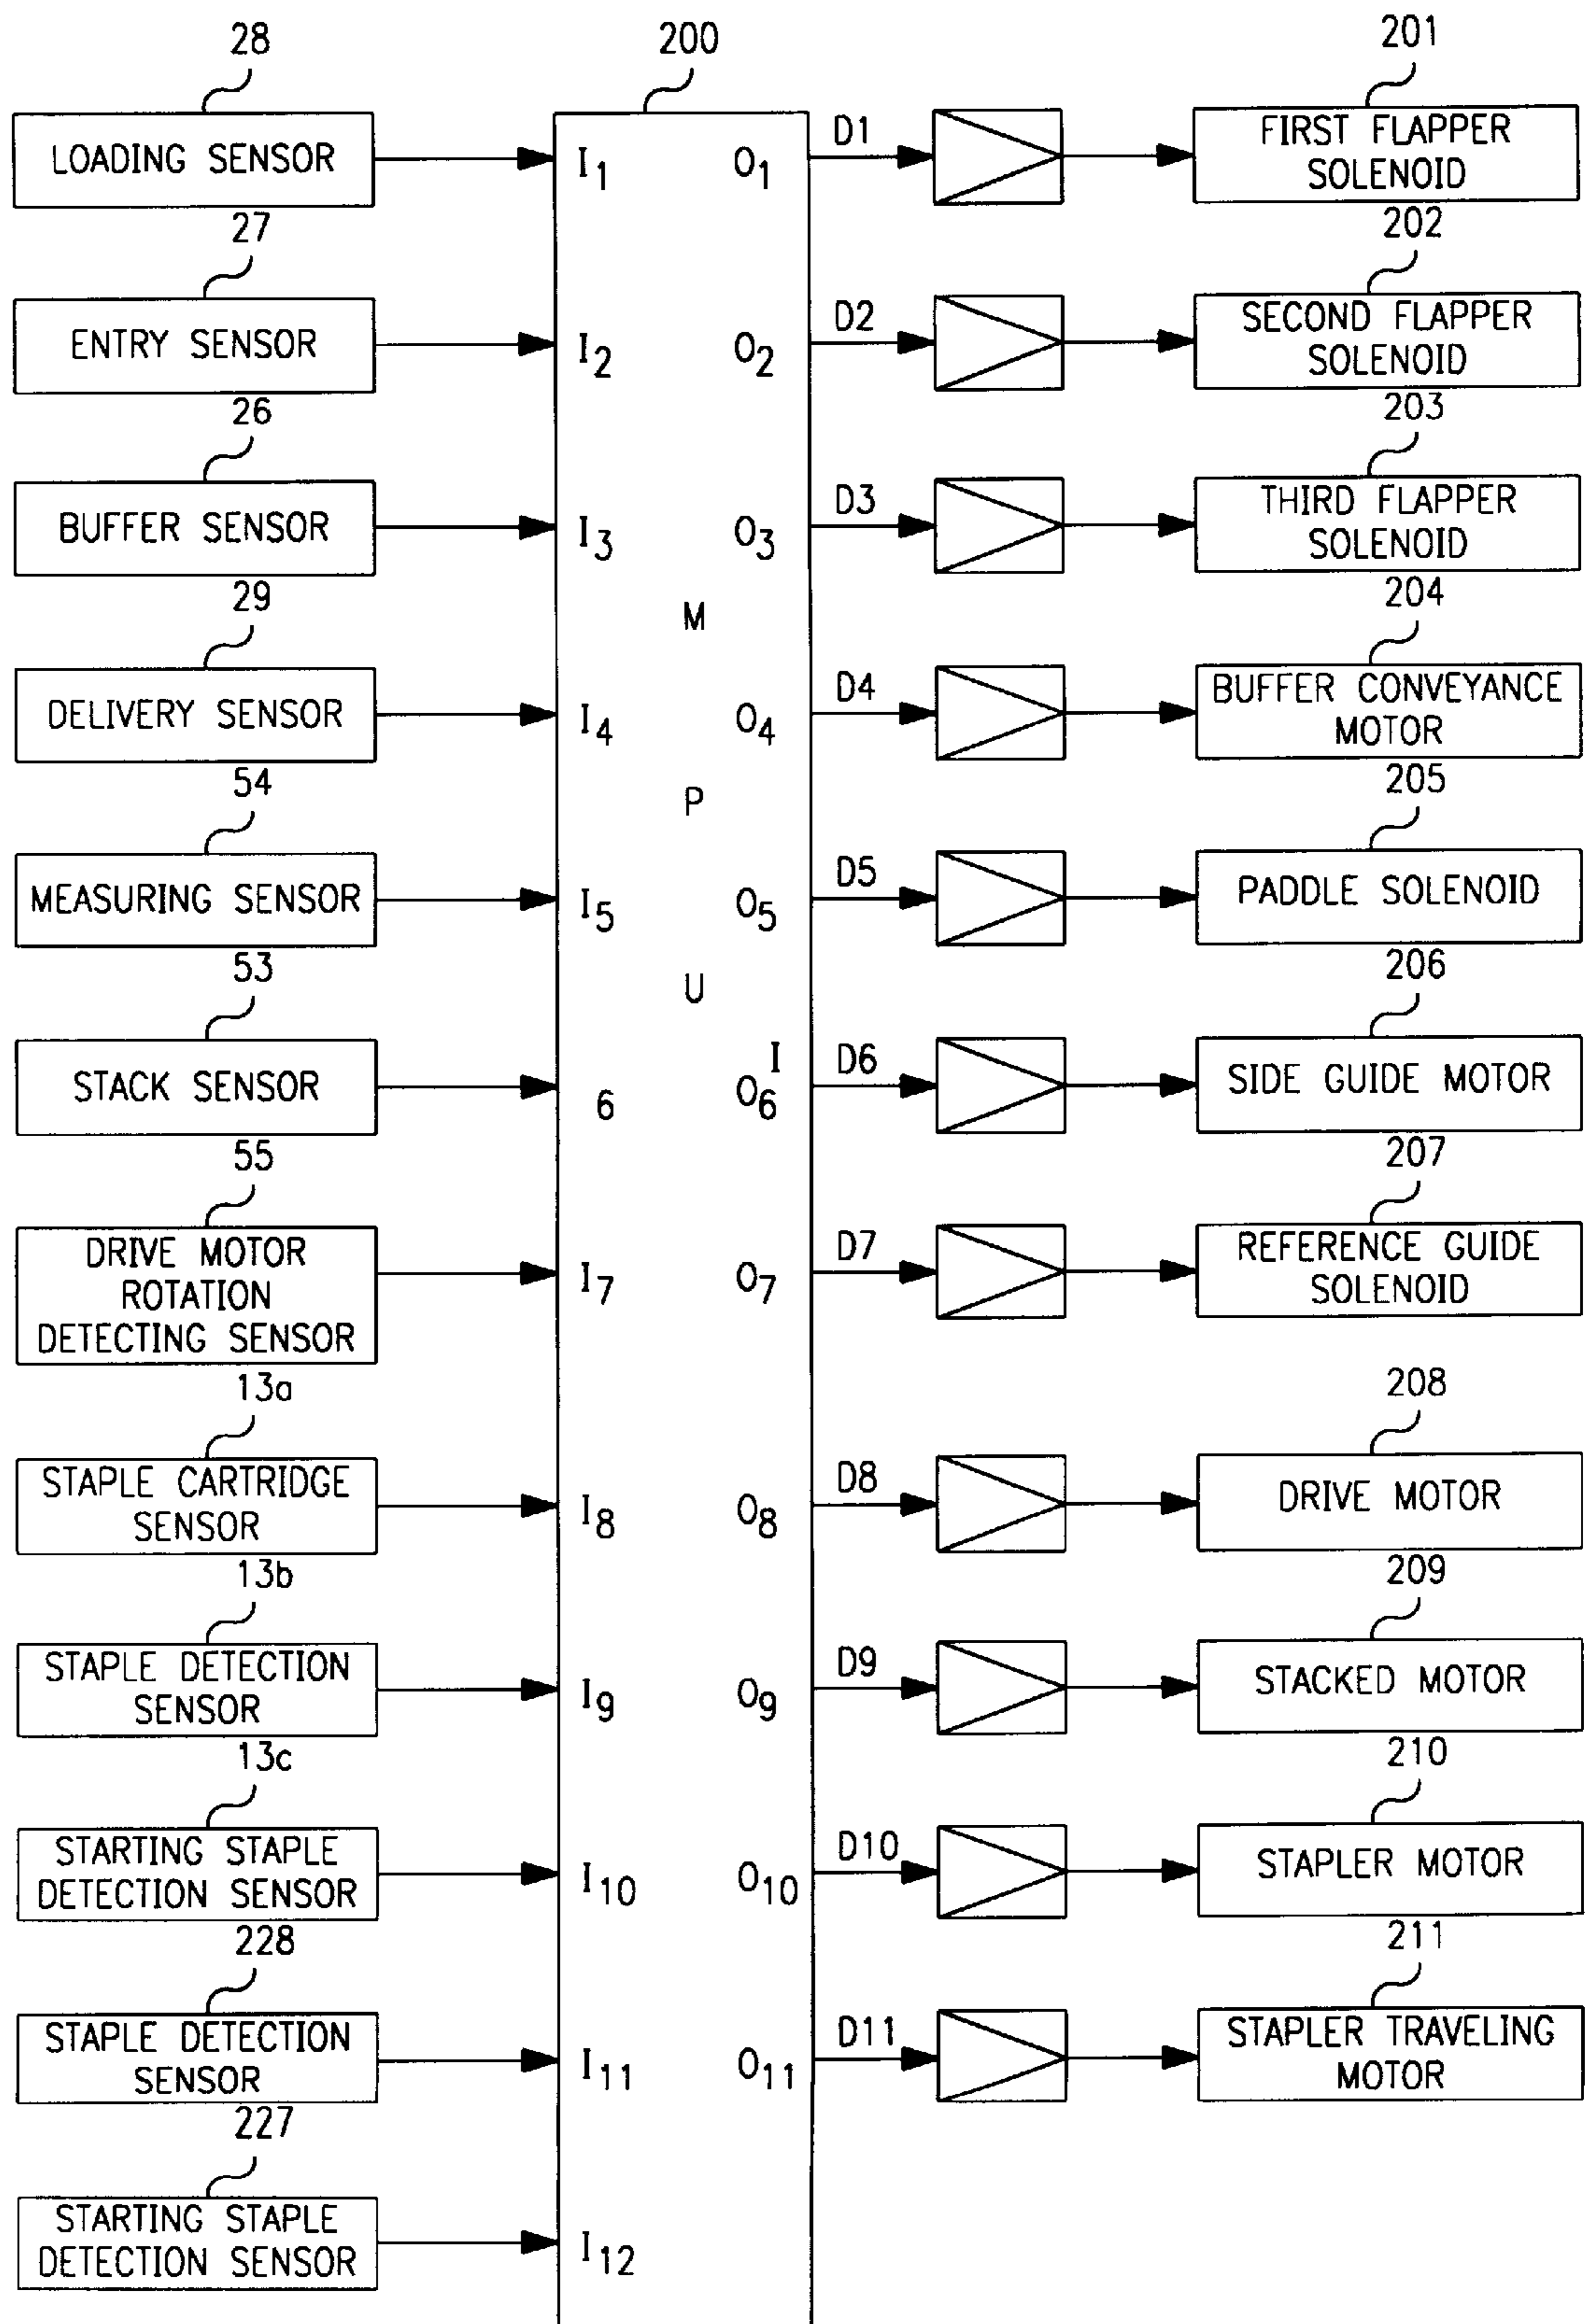 28
200
201
LOADING SENSOR
I1
O1
D1
FIRST FLAPPER
SOLENOID
27
202
ENTRY SENSOR
I2
O2
D2
SECOND FLAPPER
SOLENOID
26
203
BUFFER SENSOR
I3
O3
D3
THIRD FLAPPER
SOLENOID
29
M
204
DELIVERY SENSOR
I4
O4
D4
BUFFER CONVEYANCE
MOTOR
54
P
205
MEASURING SENSOR
I5
O5
D5
PADDLE SOLENOID
53
U
206
STACK SENSOR
6
I
O6
D6
SIDE GUIDE MOTOR
55
207
DRIVE MOTOR
ROTATION
DETECTING SENSOR
I7
O7
D7
REFERENCE GUIDE
SOLENOID
13a
208
STAPLE CARTRIDGE
SENSOR
I8
O8
D8
DRIVE MOTOR
13b
209
STAPLE DETECTION
SENSOR
I9
O9
D9
STACKED MOTOR
13c
210
STARTING STAPLE
DETECTION SENSOR
I10
O10
D10
STAPLER MOTOR
228
211
STAPLE DETECTION
SENSOR
I11
O11
D11
STAPLER TRAVELING
MOTOR
227
STARTING STAPLE
DETECTION SENSOR
I12